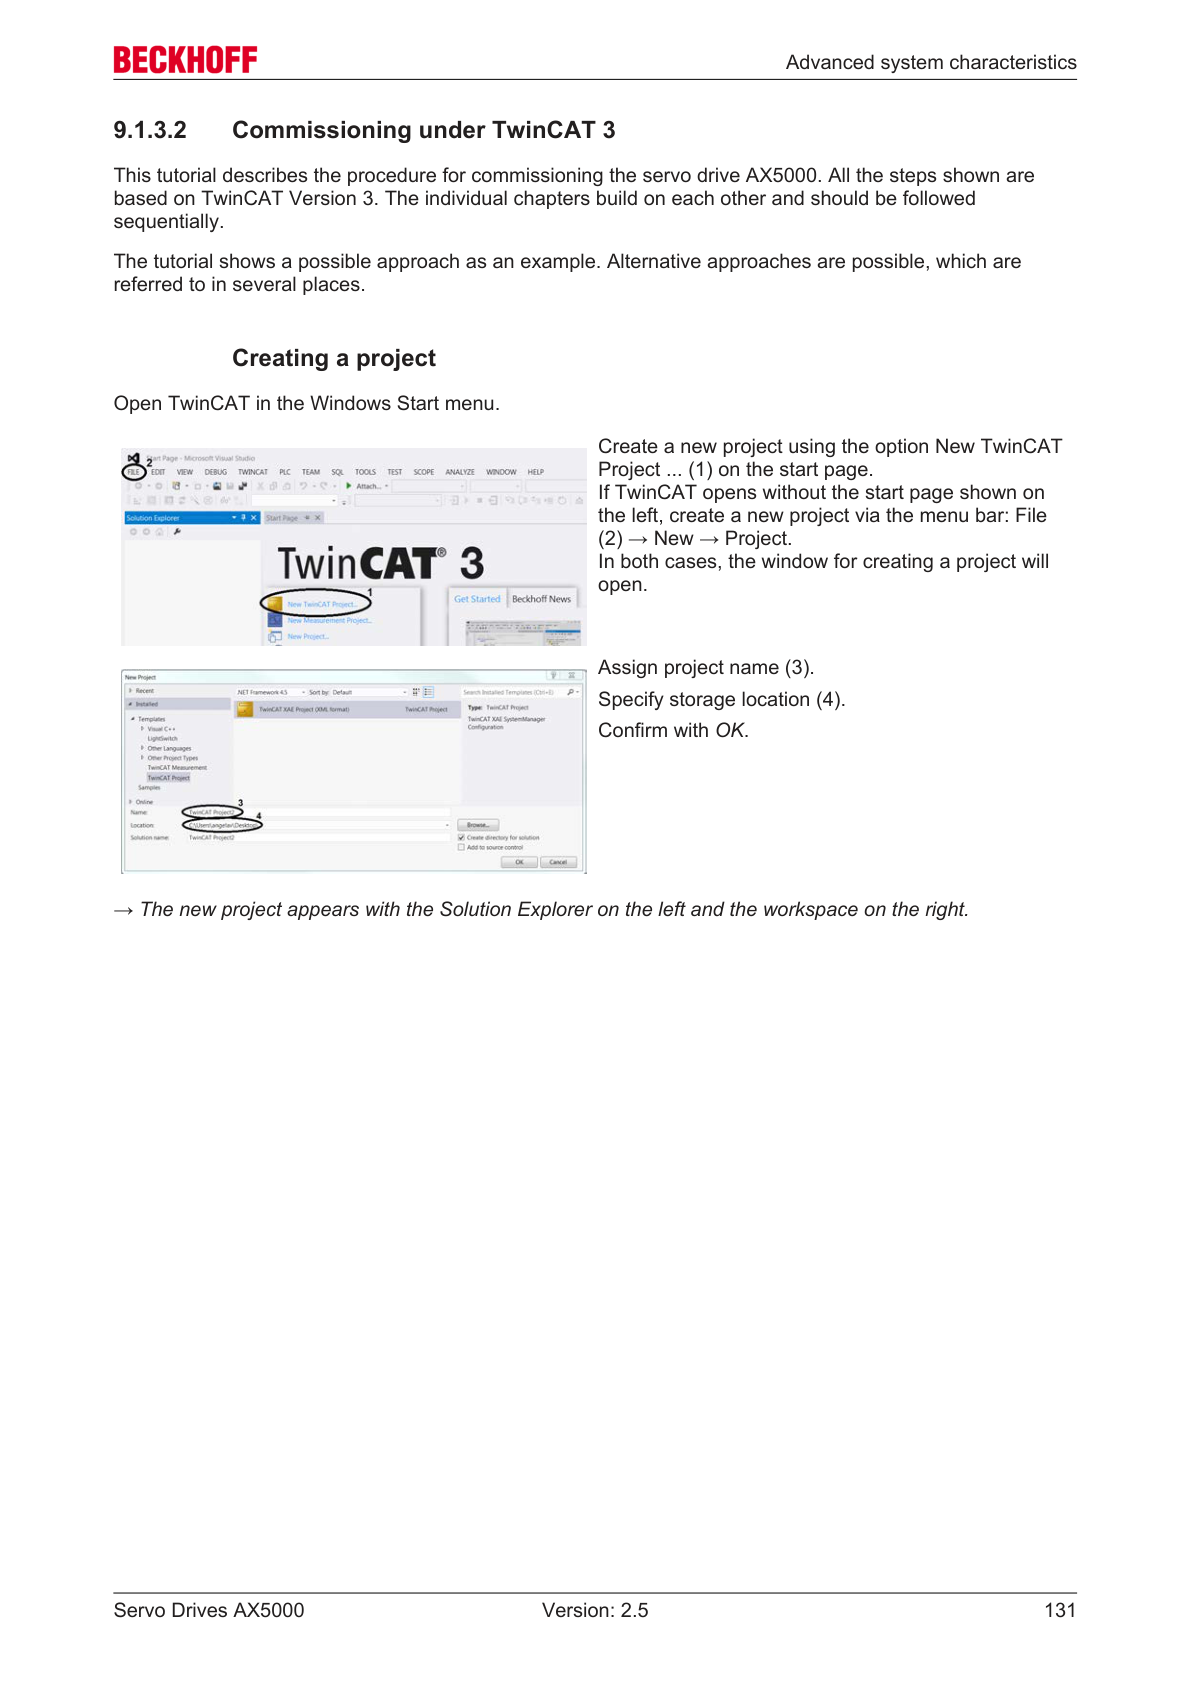 BECKHOFF
Advanced system characteristics
9.1.3.2 Commissioning under TwinCAT 3
This tutorial describes the procedure for commissioning the servo drive AX5000. All the steps shown are
based on TwinCAT Version 3. The individual chapters build on each other and should be followed
sequentially.
The tutorial shows a possible approach as an example. Alternative approaches are possible, which are
referred to in several places.
Creating a project
Open TwinCAT in the Windows Start menu.
Start Page - Microsoft Visual Studio
2
FILE EDIT VIEW DEBUG TWINCAT PLC TEAM SQL TOOLS TEST SCOPE ANALYZE WINDOW HELP
Attach...
Solution Explorer Start Page
TwinCAT® 3
1
New TwinCAT Project...
Get Started Beckhoff News
New Measurement Project...
New Project...
Create a new project using the option New TwinCAT
Project ... (1) on the start page.
If TwinCAT opens without the start page shown on
the left, create a new project via the menu bar: File
(2) → New → Project.
In both cases, the window for creating a project will
open.
New Project
Recent
.NET Framework 4.5 Sort by: Default
Search Installed Templates (Ctrl+E)
Installed
TwinCAT XAE Project (XML format) TwinCAT Project
Type: TwinCAT Project
TwinCAT XAE SystemManager
Configuration
Templates
Visual C++
LightSwitch
Other Languages
Other Project Types
TwinCAT Measurement
TwinCAT Project
Samples
Online
3
Name: TwinCAT Project2
4
Location: C:\Users\angelav\Desktop
Browse...
Solution name: TwinCAT Project2
Create directory for solution
Add to source control
OK Cancel
Assign project name (3).
Specify storage location (4).
Confirm with OK.
→ The new project appears with the Solution Explorer on the left and the workspace on the right.
Servo Drives AX5000 Version: 2.5 131